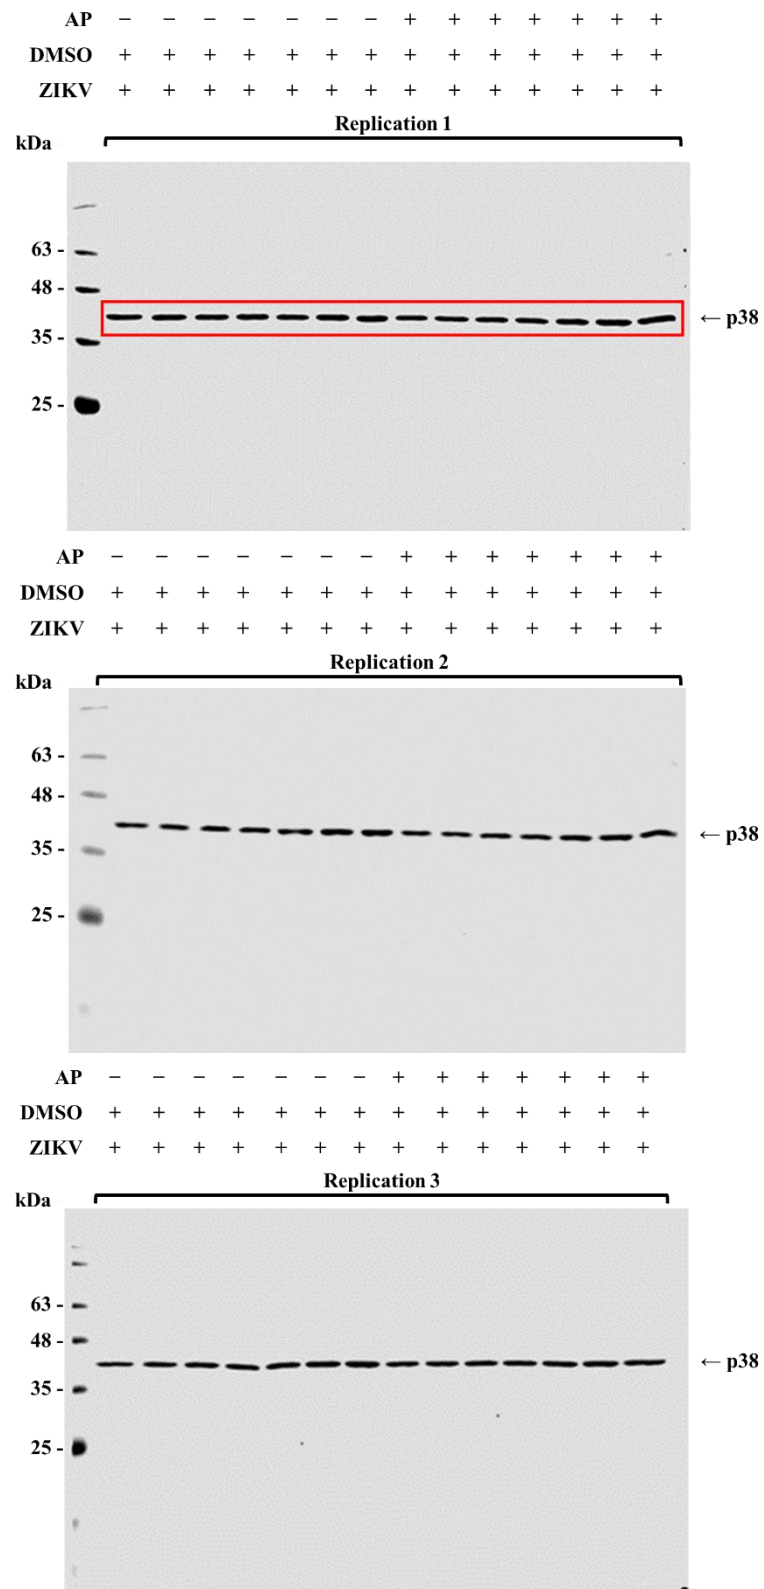 AP − − − − − − − + + + + + + +
DMSO + + + + + + + + + + + + + +
ZIKV + + + + + + + + + + + + + +
Replication 1
kDa
63 -
48 -
← p38
35 -
25 -
AP − − − − − − − + + + + + + +
DMSO + + + + + + + + + + + + + +
ZIKV + + + + + + + + + + + + + +
Replication 2
kDa
63 -
48 -
← p38
35 -
25 -
AP − − − − − − − + + + + + + +
DMSO + + + + + + + + + + + + + +
ZIKV + + + + + + + + + + + + + +
Replication 3
kDa
63 -
48 -
← p38
35 -
25 -